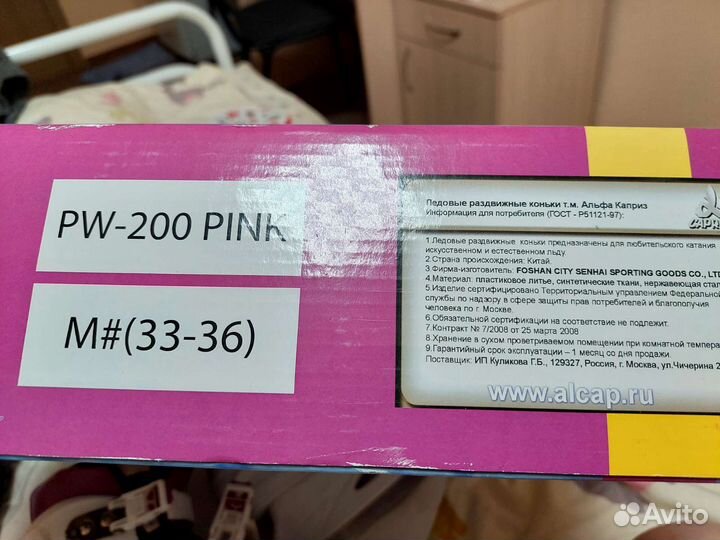 PW-200 PINK
M#(33-36)
Ледовые раздвижные коньки т.м. Альфа Каприз
Информация для потребителя (ГОСТ - Р51121-97):
1.Ледовые раздвижные коньки предназначены для любительского катания
искусственном и естественном льду.
2.Страна происхождения: Китай.
3.Фирма-изготовитель: FOSHAN CITY SENHAI SPORTING GOODS CO., LTD
4.Материал: пластиковое литье, синтетические ткани, нержавеющая стал
5.Изделие сертифицировано Территориальным управлением Федеральной
службы по надзору в сфере защиты прав потребителей и благополучия
человека по г. Москве.
6.Обязательной сертификации на соответствие не подлежит.
7.Контракт № 7/2008 от 25 марта 2008
8.Хранение в сухом проветриваемом помещении при комнатной темпера
9.Гарантийный срок эксплуатации – 1 месяц со дня продажи.
Поставщик: ИП Куликова Г.Б., 129327, Россия, г. Москва, ул.Чичерина 2
www.alcap.ru
CAPR
Avito